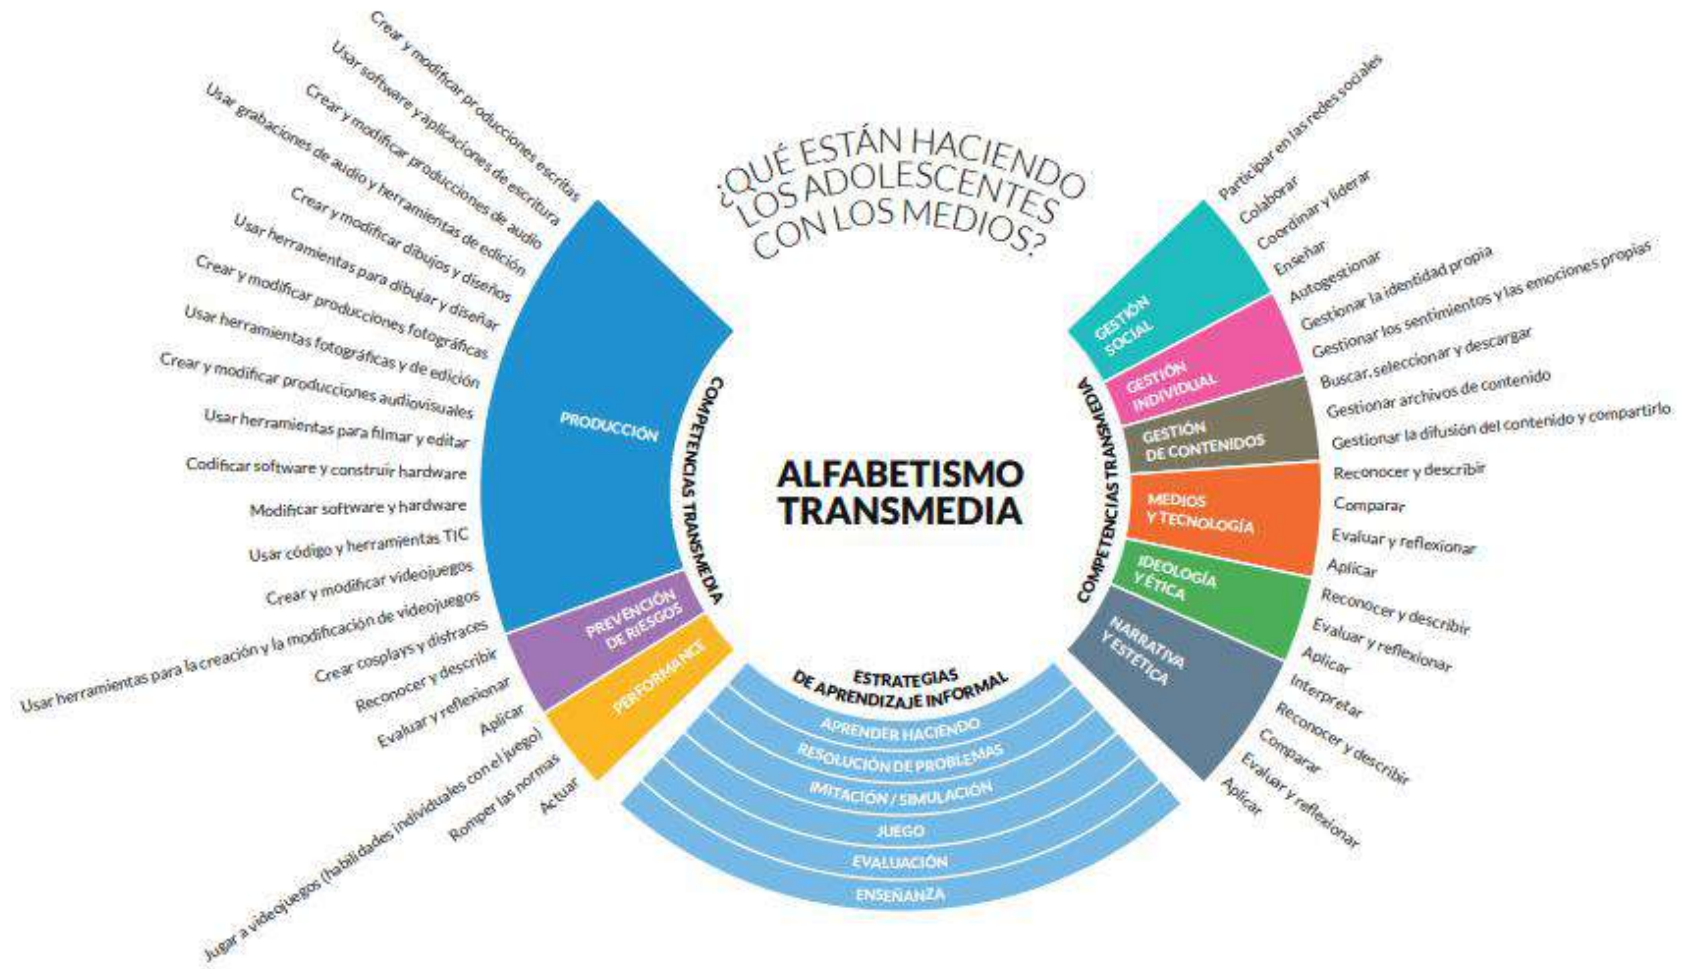 ¿QUÉ ESTÁN HACIENDO
LOS ADOLESCENTES
CON LOS MEDIOS?
ALFABETISMO
TRANSMEDIA
COMPETENCIAS TRANSMEDIA
PRODUCCIÓN
Crear y modificar producciones escritas
Usar software y aplicaciones de escritura
Crear y modificar producciones de audio
Usar grabaciones de audio y herramientas de edición
Crear y modificar dibujos y diseños
Usar herramientas para dibujar y diseñar
Crear y modificar producciones fotográficas
Usar herramientas fotográficas y de edición
Crear y modificar producciones audiovisuales
Usar herramientas para filmar y editar
Codificar software y construir hardware
Modificar software y hardware
Usar código y herramientas TIC
Crear y modificar videojuegos
Usar herramientas para la creación y la modificación de videojuegos
Crear cosplays y disfraces
PREVENCIÓN
DE RIESGOS
Reconocer y describir
Evaluar y reflexionar
Aplicar
PERFORMANCE
Jugar a videojuegos (habilidades individuales con el juego)
Romper las normas
Actuar
COMPETENCIAS TRANSMEDIA
GESTIÓN
SOCIAL
Participar en las redes sociales
Colaborar
Coordinar y liderar
Enseñar
GESTIÓN
INDIVIDUAL
Autogestionar
Gestionar la identidad propia
Gestionar los sentimientos y las emociones propias
GESTIÓN
DE CONTENIDOS
Buscar, seleccionar y descargar
Gestionar archivos de contenido
Gestionar la difusión del contenido y compartirlo
MEDIOS
Y TECNOLOGÍA
Reconocer y describir
Comparar
Evaluar y reflexionar
Aplicar
IDEOLOGÍA
Y ÉTICA
Reconocer y describir
Evaluar y reflexionar
Aplicar
NARRATIVA
Y ESTÉTICA
Interpretar
Reconocer y describir
Comparar
Evaluar y reflexionar
Aplicar
ESTRATEGIAS
DE APRENDIZAJE INFORMAL
APRENDER HACIENDO
RESOLUCIÓN DE PROBLEMAS
IMITACIÓN / SIMULACIÓN
JUEGO
EVALUACIÓN
ENSEÑANZA